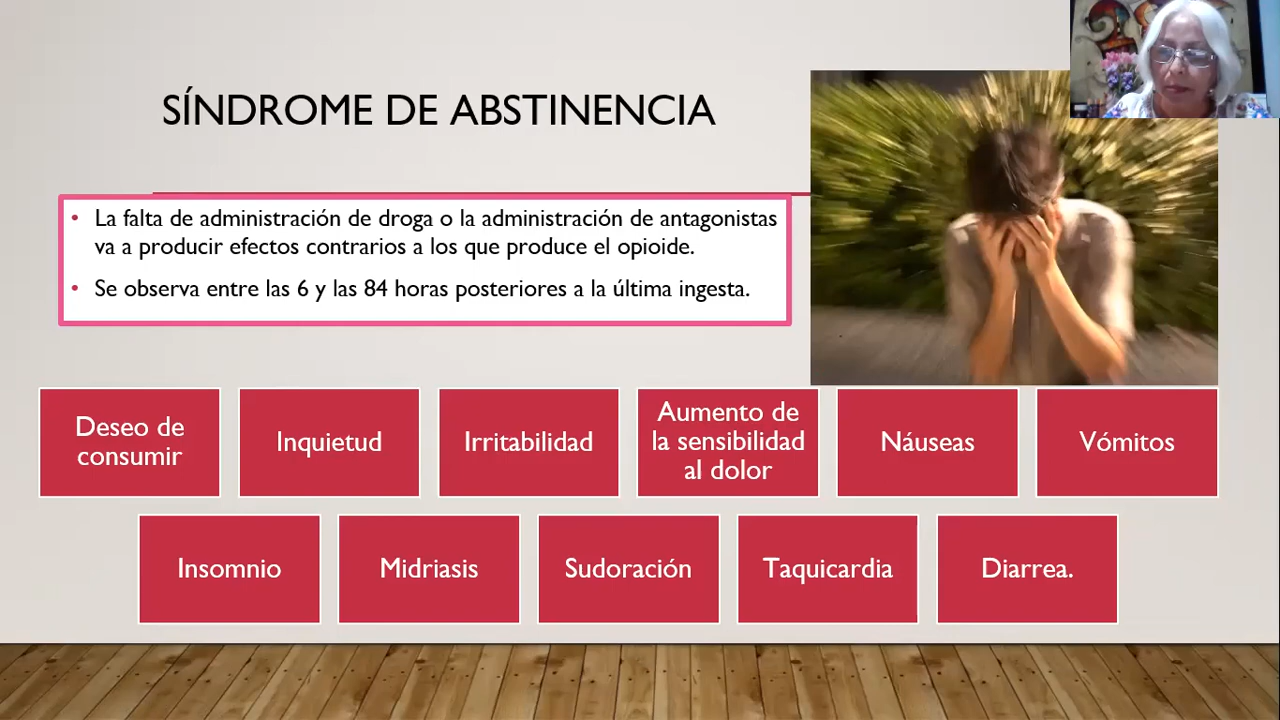 SÍNDROME DE ABSTINENCIA
• La falta de administración de droga o la administración de antagonistas
va a producir efectos contrarios a los que produce el opioide.
• Se observa entre las 6 y las 84 horas posteriores a la última ingesta.
Deseo de
consumir
Inquietud
Irritabilidad
Aumento de
la sensibilidad
al dolor
Náuseas
Vómitos
Insomnio
Midriasis
Sudoración
Taquicardia
Diarrea.